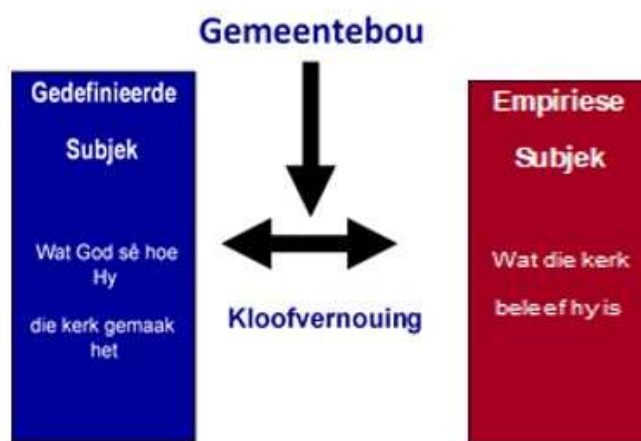 Gemeentebou
Gedefinieerde
Subjek
Wat God sê hoe
Hy
die kerk gemaak
het
Kloofvernouing
Empiriese
Subjek
Wat die kerk
beleef hy is